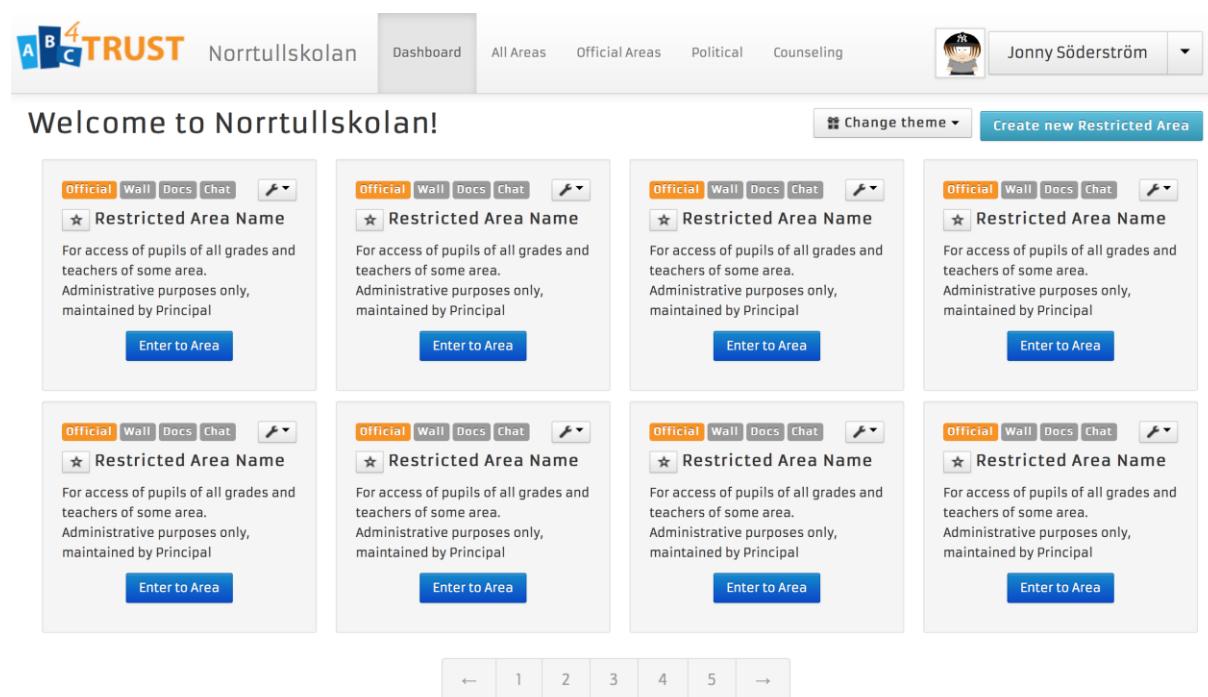 ABC4TRUST Norrtullskolan Dashboard All Areas Official Areas Political Counseling Jonny Söderström
Welcome to Norrtullskolan! Change theme Create new Restricted Area
Official Wall Docs Chat
Restricted Area Name
For access of pupils of all grades and
teachers of some area.
Administrative purposes only,
maintained by Principal
Enter to Area
Official Wall Docs Chat
Restricted Area Name
For access of pupils of all grades and
teachers of some area.
Administrative purposes only,
maintained by Principal
Enter to Area
Official Wall Docs Chat
Restricted Area Name
For access of pupils of all grades and
teachers of some area.
Administrative purposes only,
maintained by Principal
Enter to Area
Official Wall Docs Chat
Restricted Area Name
For access of pupils of all grades and
teachers of some area.
Administrative purposes only,
maintained by Principal
Enter to Area
Official Wall Docs Chat
Restricted Area Name
For access of pupils of all grades and
teachers of some area.
Administrative purposes only,
maintained by Principal
Enter to Area
Official Wall Docs Chat
Restricted Area Name
For access of pupils of all grades and
teachers of some area.
Administrative purposes only,
maintained by Principal
Enter to Area
Official Wall Docs Chat
Restricted Area Name
For access of pupils of all grades and
teachers of some area.
Administrative purposes only,
maintained by Principal
Enter to Area
Official Wall Docs Chat
Restricted Area Name
For access of pupils of all grades and
teachers of some area.
Administrative purposes only,
maintained by Principal
Enter to Area
← 1 2 3 4 5 →